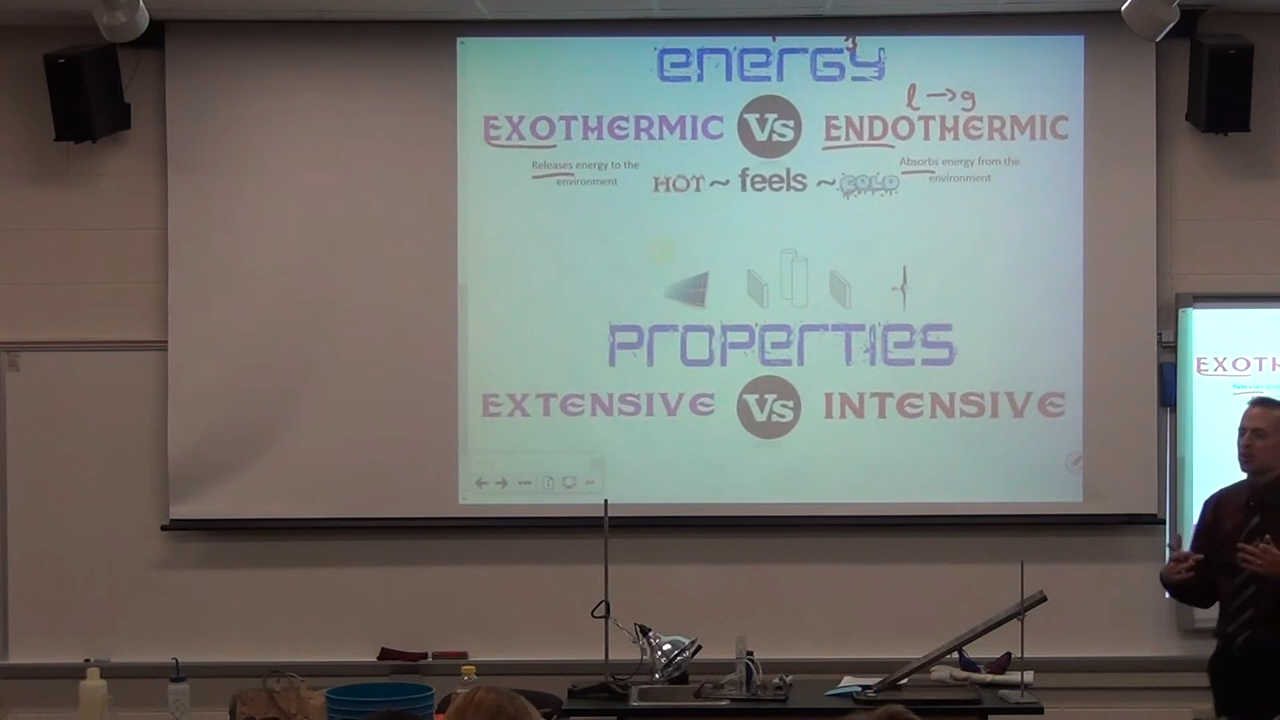 energy
l → g
EXOTHERMIC Vs ENDOTHERMIC
Releases energy to the environment
Absorbs energy from the environment
HOT ~ feels ~ COLD
PROPERTIES
EXTENSIVE Vs INTENSIVE
EXOTH